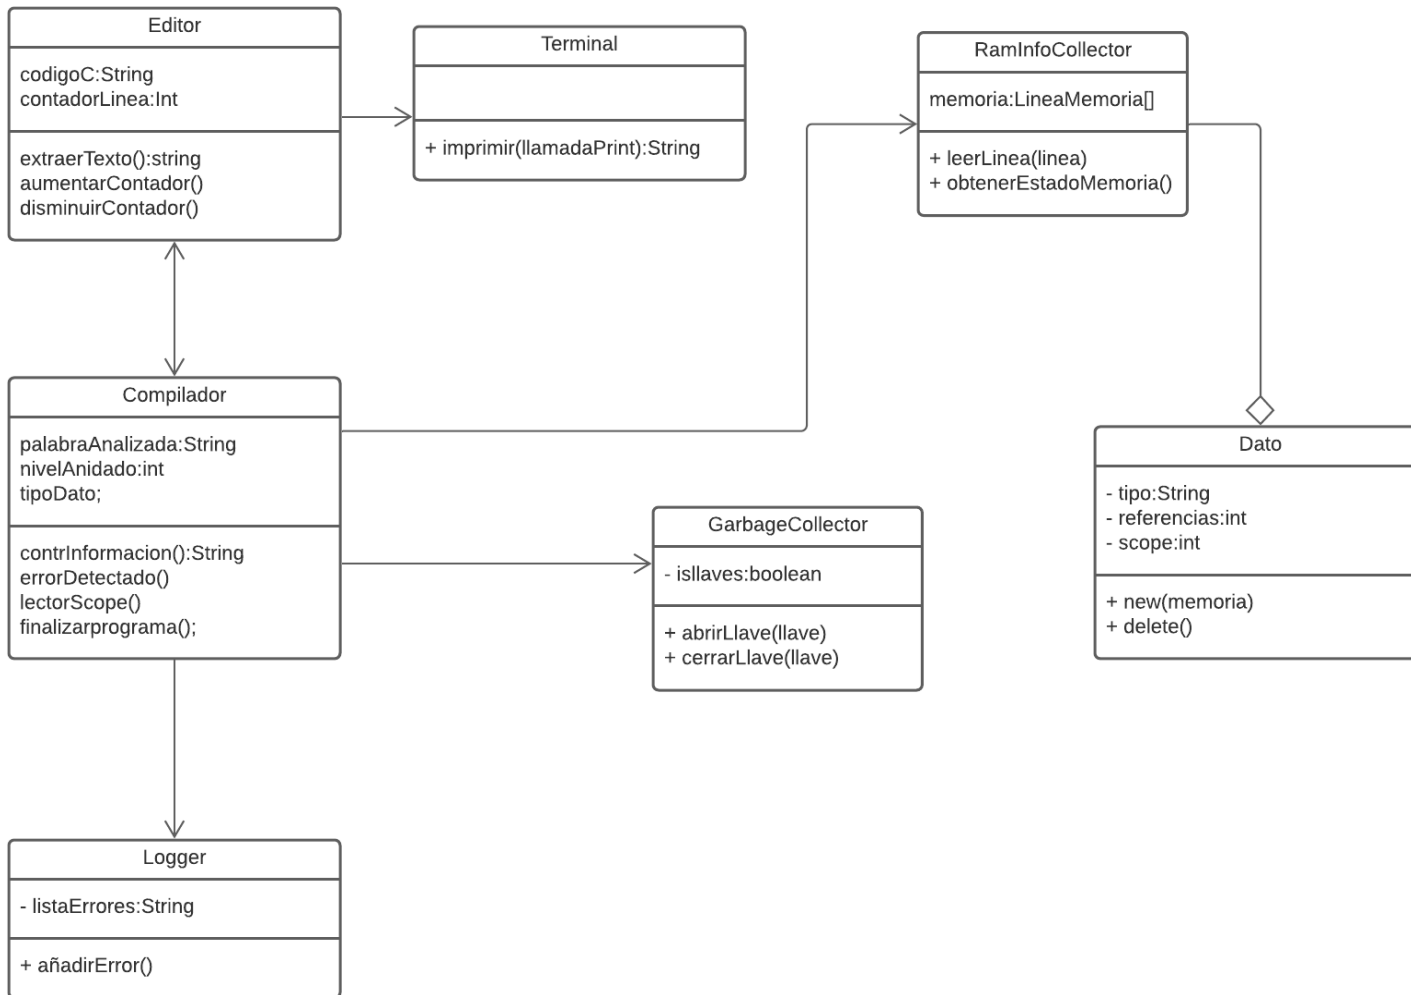 Editor
codigoC:String
contadorLinea:Int
extraerTexto():string
aumentarContador()
disminuirContador()
Terminal
+ imprimir(llamadaPrint):String
RamInfoCollector
memoria:LineaMemoria[]
+ leerLinea(linea)
+ obtenerEstadoMemoria()
Compilador
palabraAnalizada:String
nivelAnidado:int
tipoDato;
contrInformacion():String
errorDetectado()
lectorScope()
finalizarprograma();
GarbageCollector
- isllaves:boolean
+ abrirLlave(llave)
+ cerrarLlave(llave)
Dato
- tipo:String
- referencias:int
- scope:int
+ new(memoria)
+ delete()
Logger
- listaErrores:String
+ añadirError()